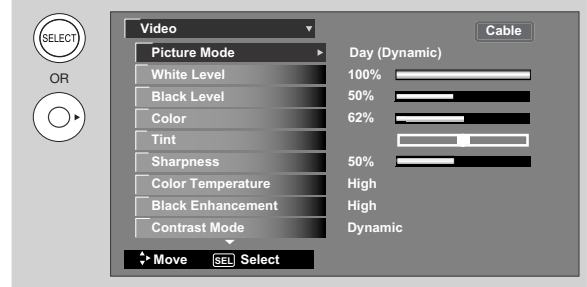 SELECT
OR
Video
Cable
Picture Mode Day (Dynamic)
White Level 100%
Black Level 50%
Color 62%
Tint
Sharpness 50%
Color Temperature High
Black Enhancement High
Contrast Mode Dynamic
Move SEL Select